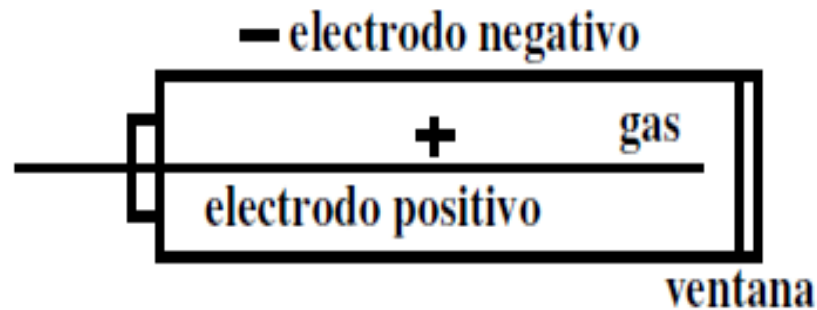 − electrodo negativo
+
gas
electrodo positivo
ventana